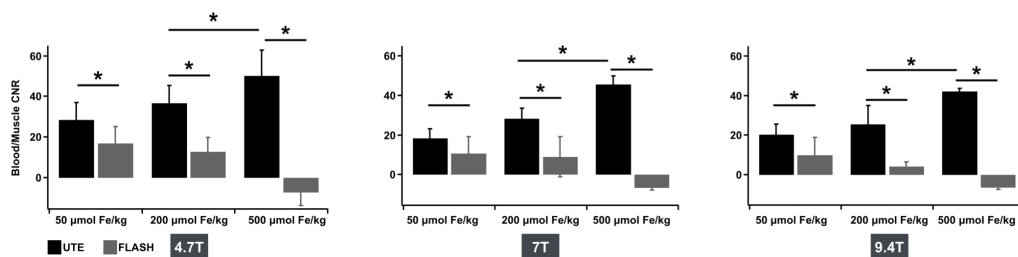 * * *
* * * *
* * * * *
60 60 60
40 40 40
20 20 20
0 0 0
Blood/Muscle CNR
50 μmol Fe/kg 200 μmol Fe/kg 500 μmol Fe/kg
50 μmol Fe/kg 200 μmol Fe/kg 500 μmol Fe/kg
50 μmol Fe/kg 200 μmol Fe/kg 500 μmol Fe/kg
UTE FLASH
4.7T
7T
9.4T